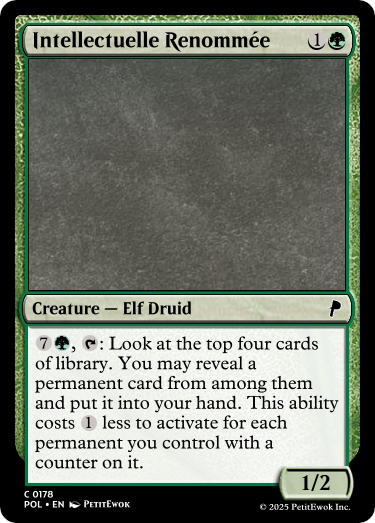 Intellectuelle Renommée 1
Creature — Elf Druid
7 , : Look at the top four cards
of library. You may reveal a
permanent card from among them
and put it into your hand. This ability
costs 1 less to activate for each
permanent you control with a
counter on it.
1/2
C 0178
POL • EN PetitEwok
© 2025 PetitEwok Inc.